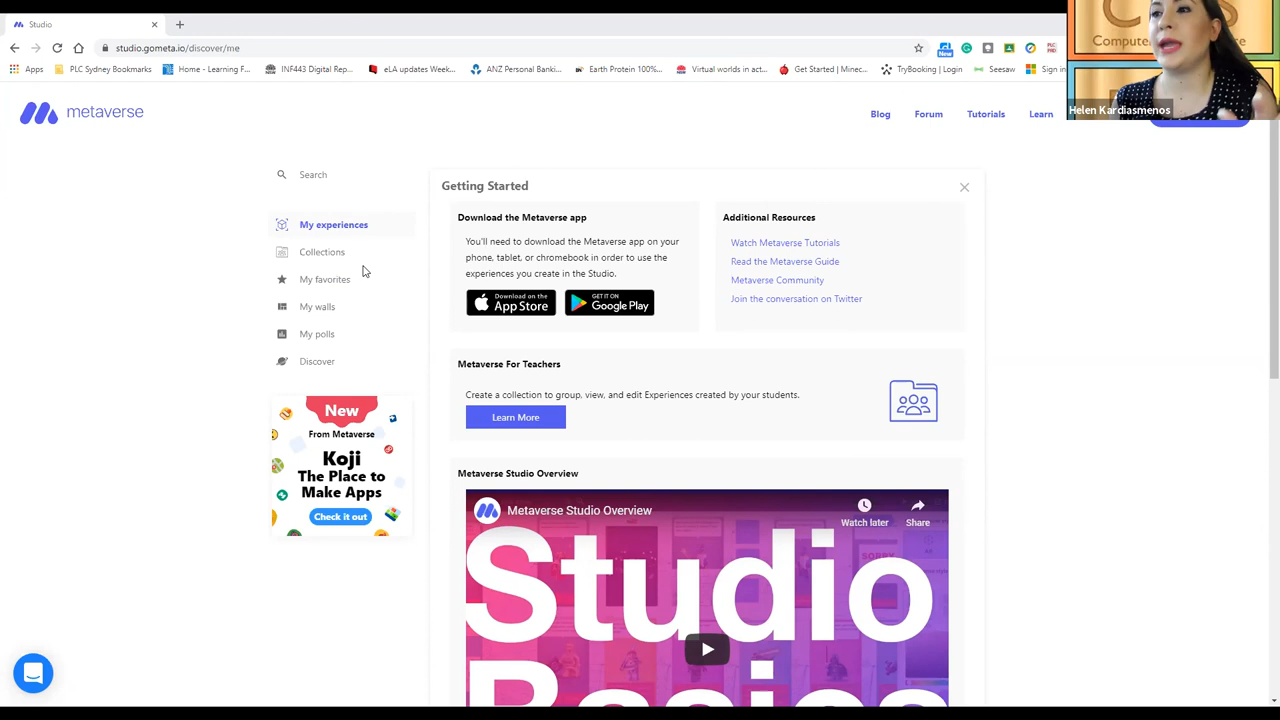 Studio
studio.gometa.io/discover/me
New
PLC
PRD
Apps
PLC Sydney Bookmarks
Home - Learning F...
INF443 Digital Rep...
eLA updates Week...
ANZ Personal Banki...
Earth Protein 100%...
Virtual worlds in act...
Get Started | Minec...
TryBooking | Login
Seesaw
Sign in
Helen Kardiasmenos
metaverse
Blog
Forum
Tutorials
Learn
Search
My experiences
Collections
My favorites
My walls
My polls
Discover
New
From Metaverse
Koji
The Place to
Make Apps
Check it out
Getting Started
Download the Metaverse app
You'll need to download the Metaverse app on your
phone, tablet, or chromebook in order to use the
experiences you create in the Studio.
Download on the
App Store
GET IT ON
Google Play
Additional Resources
Watch Metaverse Tutorials
Read the Metaverse Guide
Metaverse Community
Join the conversation on Twitter
Metaverse For Teachers
Create a collection to group, view, and edit Experiences created by your students.
Learn More
Metaverse Studio Overview
Metaverse Studio Overview
Watch later
Share
Studio
Basics